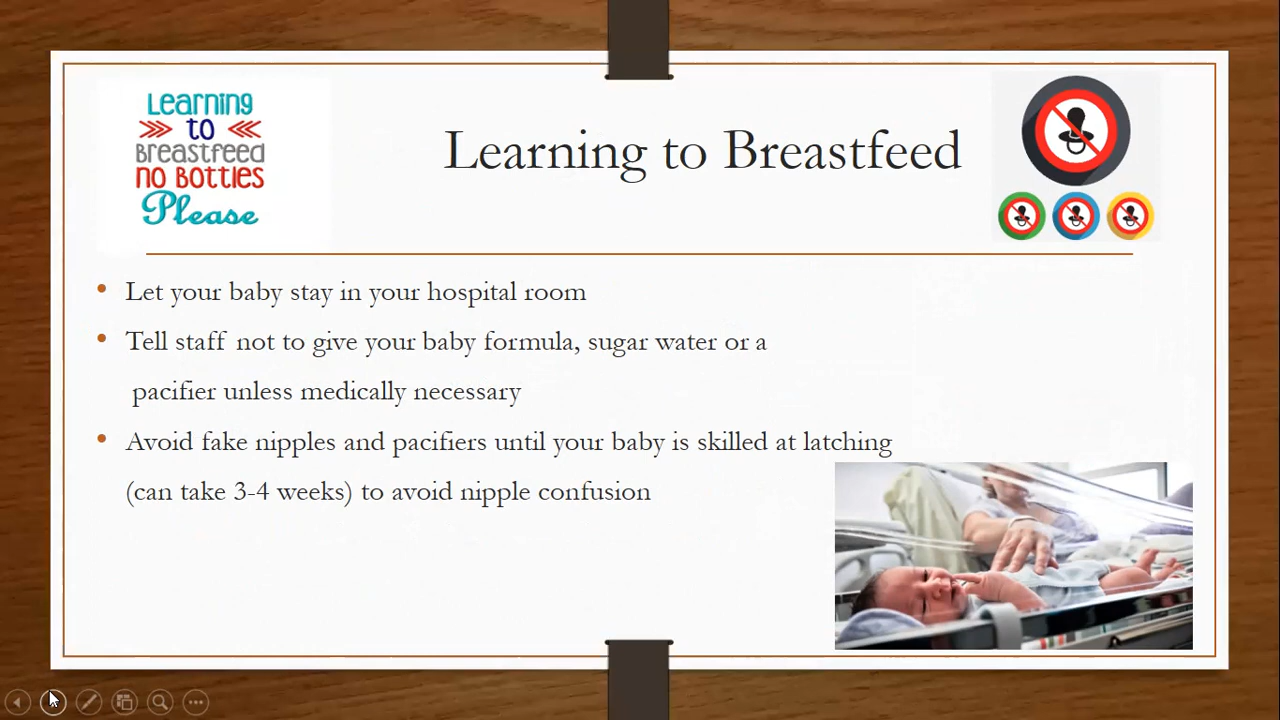 Learning
to
Breastfeed
no Bottles
Please
Learning to Breastfeed
• Let your baby stay in your hospital room
• Tell staff not to give your baby formula, sugar water or a
pacifier unless medically necessary
• Avoid fake nipples and pacifiers until your baby is skilled at latching
(can take 3-4 weeks) to avoid nipple confusion